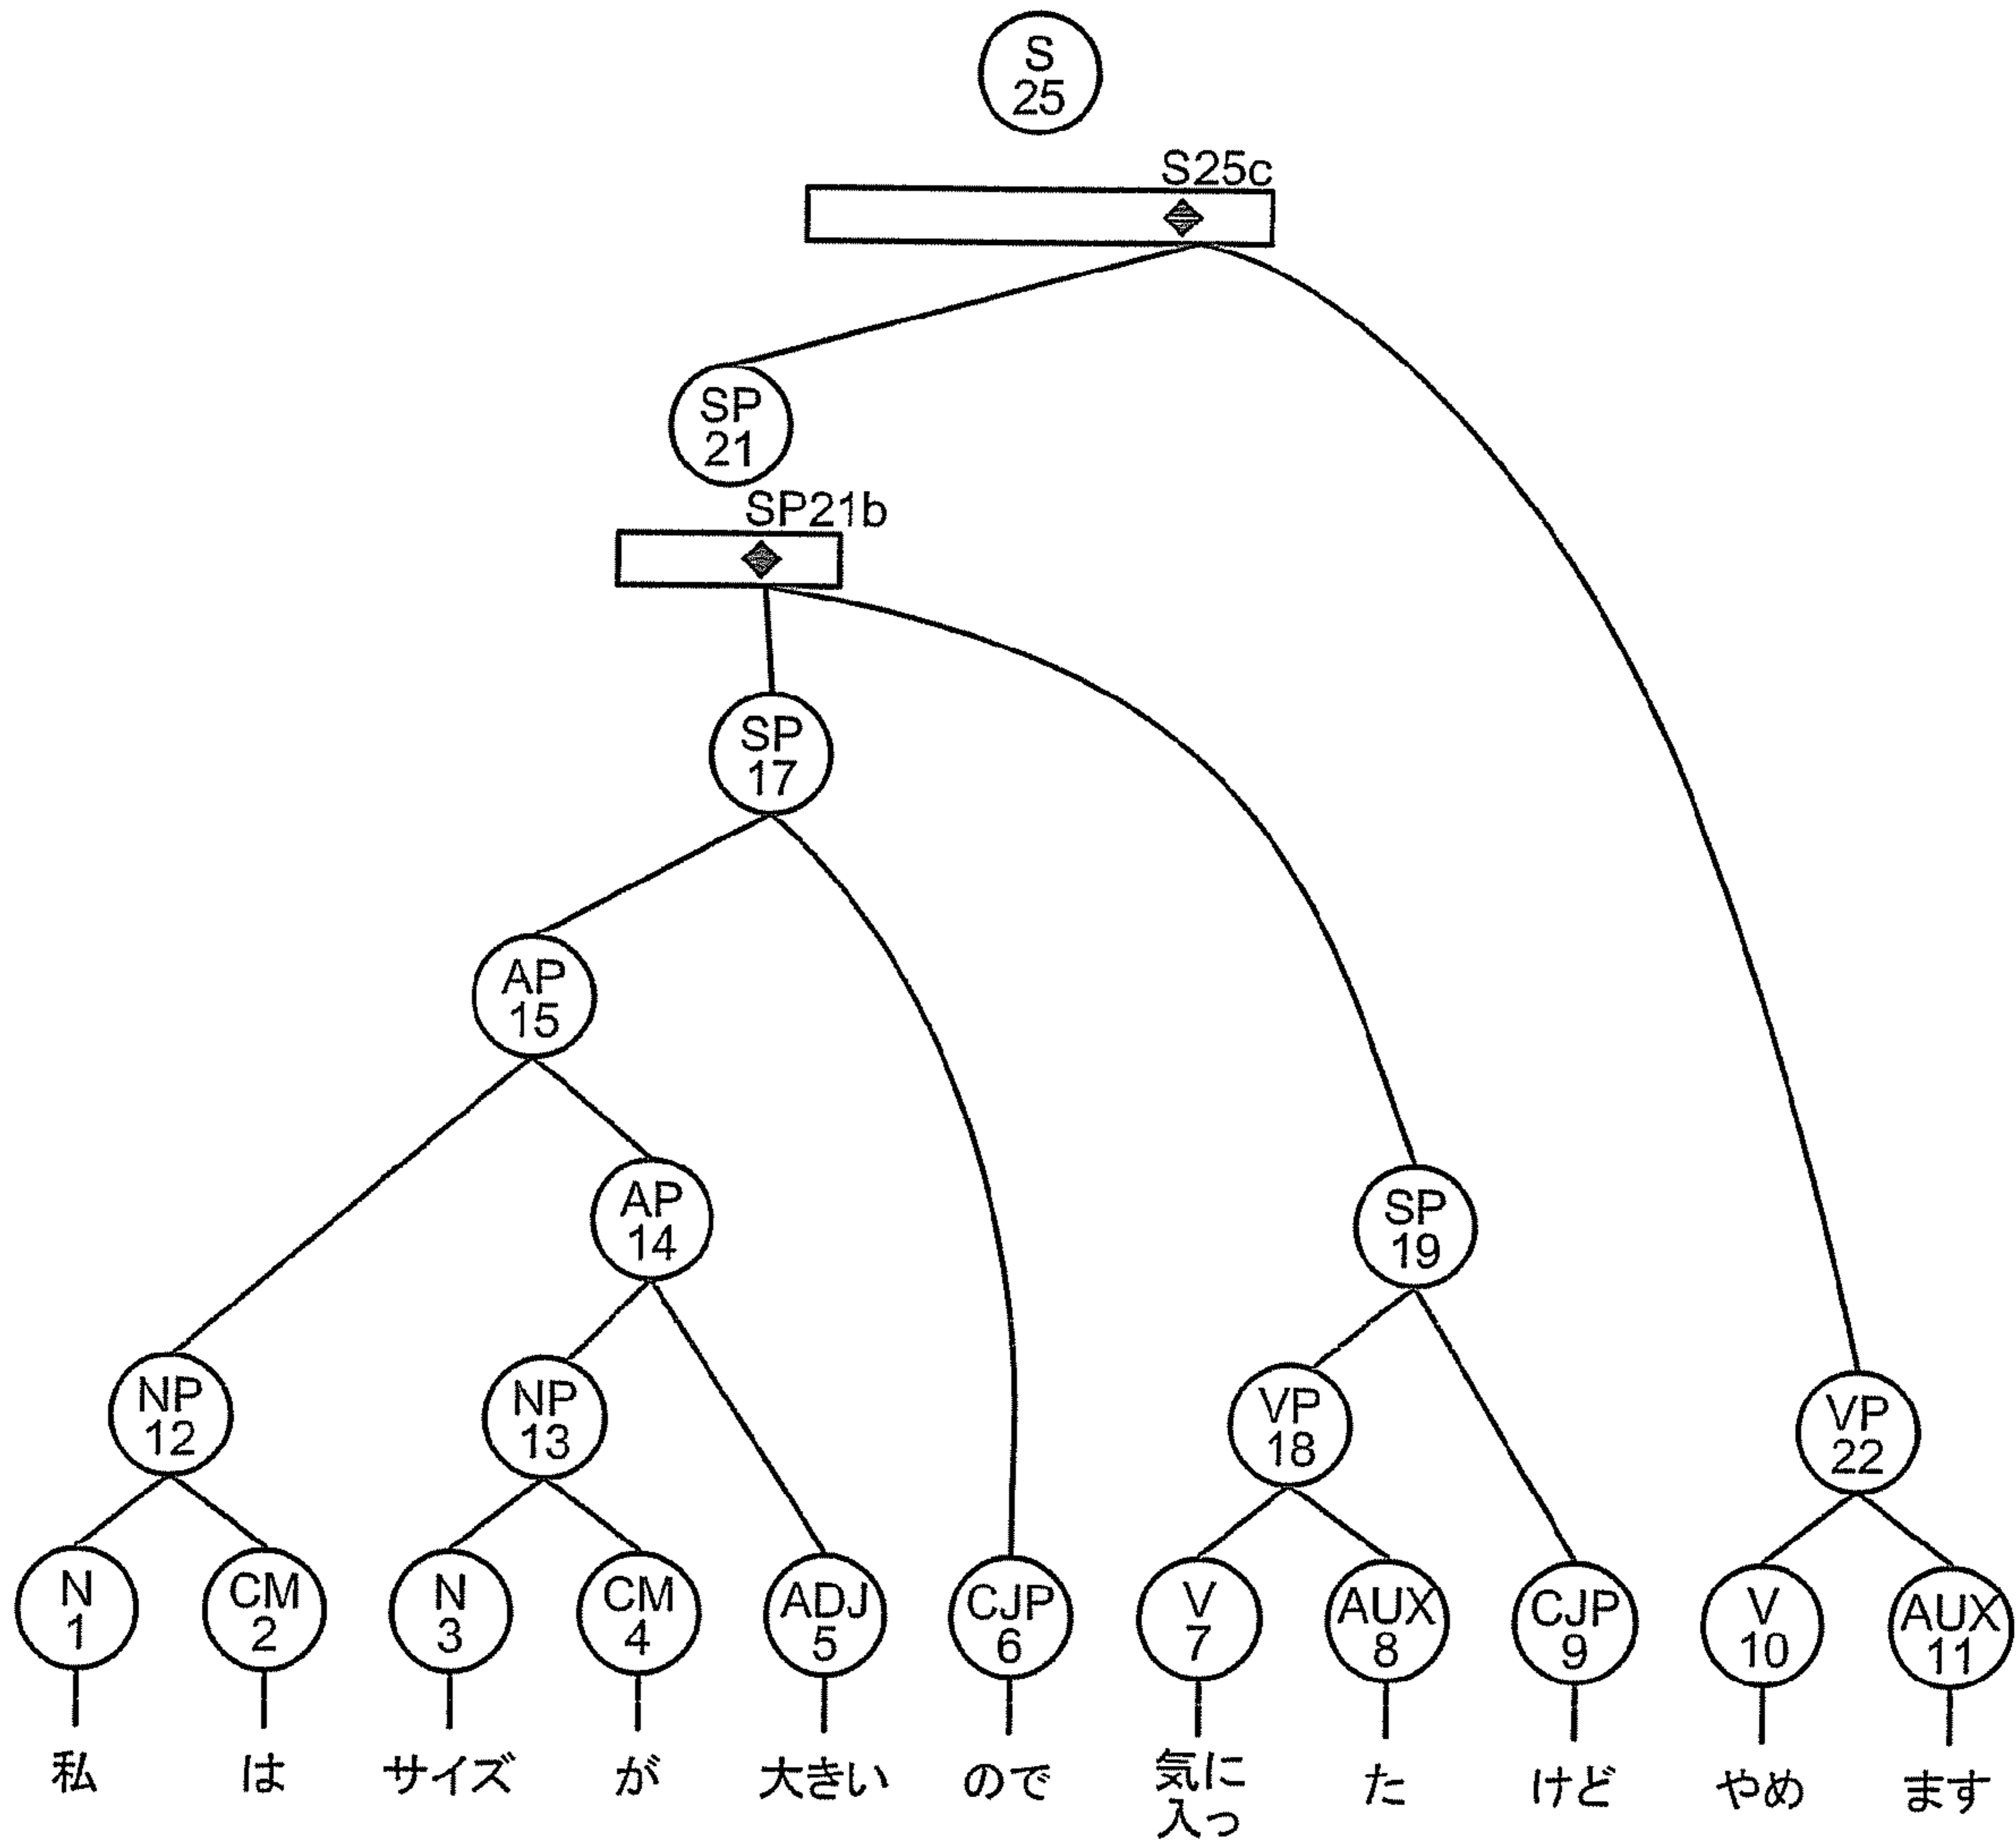 S
25
S25c
SP
21
SP21b
SP
17
AP
15
AP
14
SP
19
NP
12
NP
13
VP
18
VP
22
N
1
CM
2
N
3
CM
4
ADJ
5
CJP
6
V
7
AUX
8
CJP
9
V
10
AUX
11
私 は サイズ が 大きい ので 気に た けど やめ ます
入っ